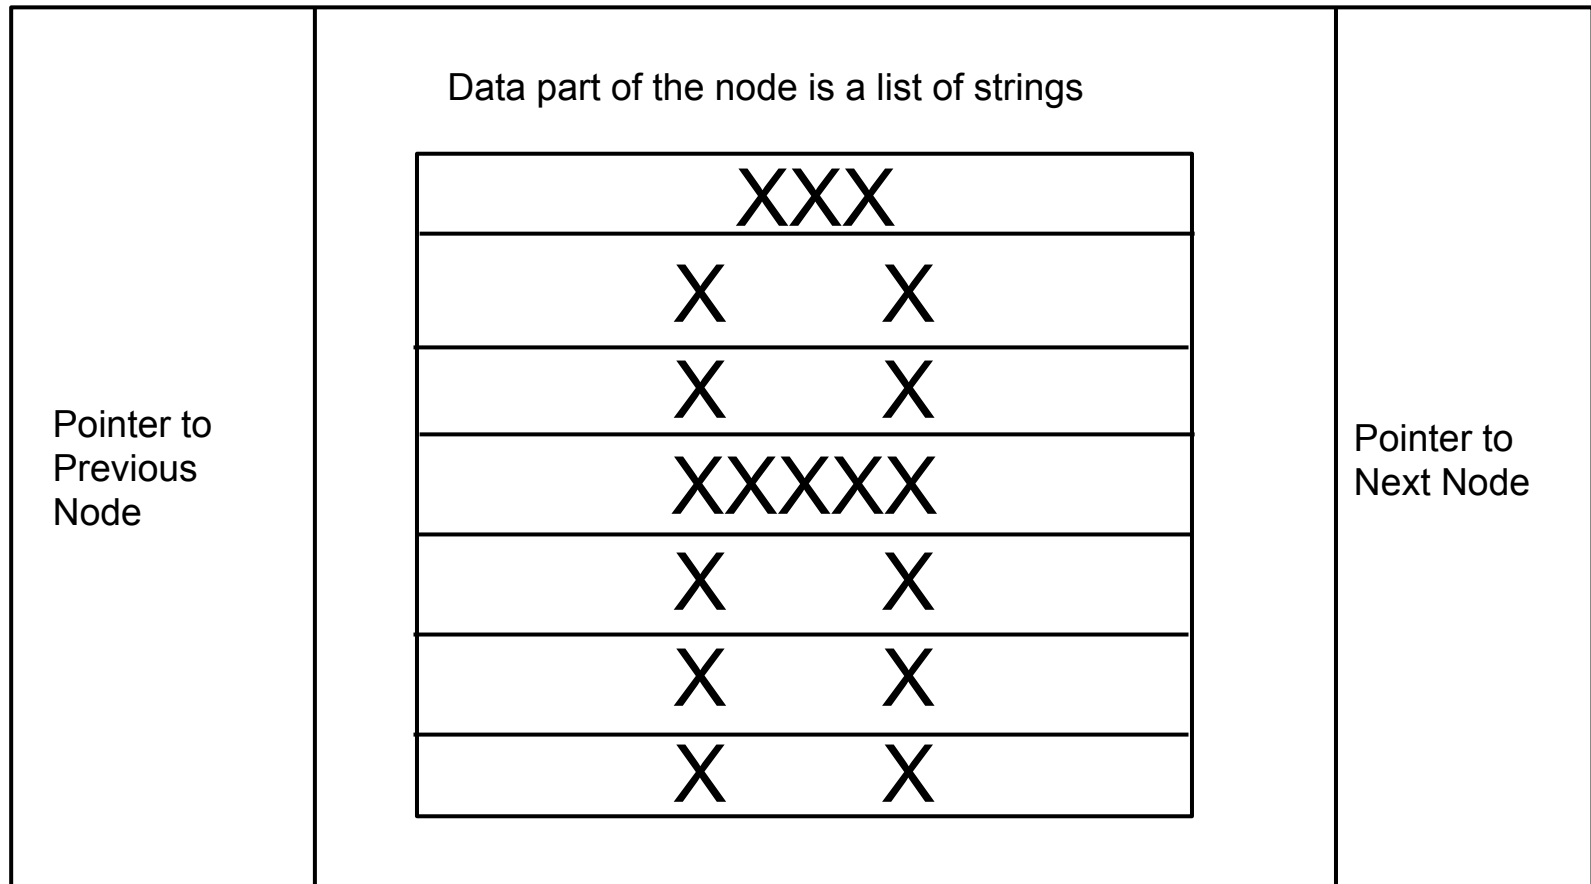 Data part of the node is a list of strings
XXX
X X
X X
XXXXX
X X
X X
X X
Pointer to
Previous
Node
Pointer to
Next Node